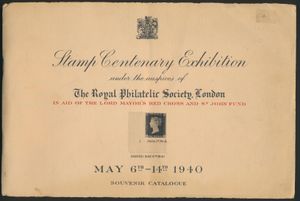 Stamp Centenary Exhibition
under the auspices of
The Royal Philatelic Society, London
IN AID OF THE LORD MAYOR'S RED CROSS AND ST JOHN FUND
MAY 6TH–14TH 1940
SOUVENIR CATALOGUE